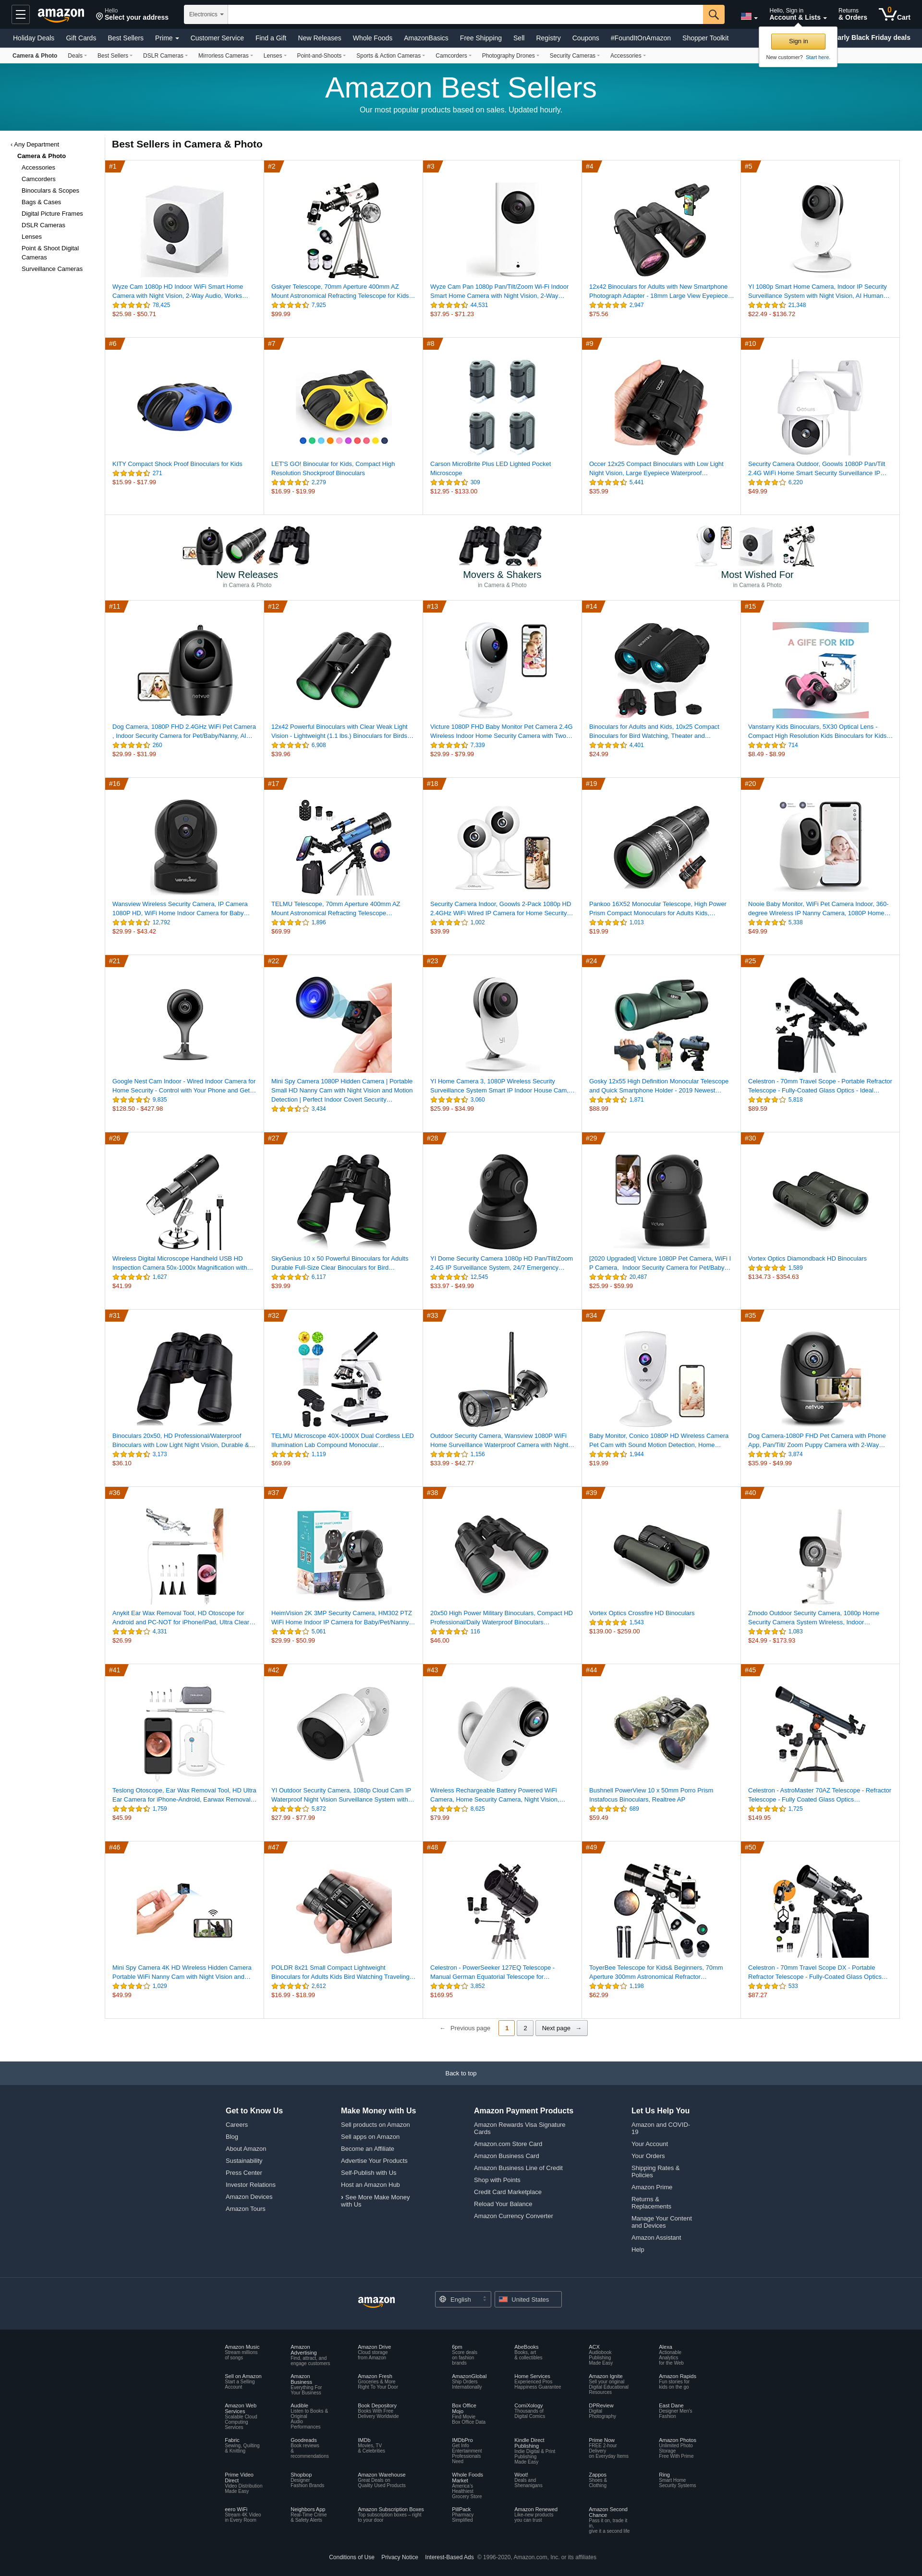 amazon
Hello
Select your address
Electronics
Hello, Sign in
Account & Lists
Returns
& Orders
0
Cart
Holiday Deals
Gift Cards
Best Sellers
Prime
Customer Service
Find a Gift
New Releases
Whole Foods
AmazonBasics
Free Shipping
Sell
Registry
Coupons
#FoundItOnAmazon
Shopper Toolkit
arly Black Friday deals
Sign in
New customer? Start here.
Camera & Photo
Deals
Best Sellers
DSLR Cameras
Mirrorless Cameras
Lenses
Point-and-Shoots
Sports & Action Cameras
Camcorders
Photography Drones
Security Cameras
Accessories
Amazon Best Sellers
Our most popular products based on sales. Updated hourly.
‹ Any Department
Camera & Photo
Accessories
Camcorders
Binoculars & Scopes
Bags & Cases
Digital Picture Frames
DSLR Cameras
Lenses
Point & Shoot Digital
Cameras
Surveillance Cameras
Best Sellers in Camera & Photo
#1
Wyze Cam 1080p HD Indoor WiFi Smart Home
Camera with Night Vision, 2-Way Audio, Works…
78,425
$25.98 - $50.71
#2
Gskyer Telescope, 70mm Aperture 400mm AZ
Mount Astronomical Refracting Telescope for Kids…
7,925
$99.99
#3
Wyze Cam Pan 1080p Pan/Tilt/Zoom Wi-Fi Indoor
Smart Home Camera with Night Vision, 2-Way…
44,531
$37.95 - $71.23
#4
12x42 Binoculars for Adults with New Smartphone
Photograph Adapter - 18mm Large View Eyepiece…
2,947
$75.56
#5
YI 1080p Smart Home Camera, Indoor IP Security
Surveillance System with Night Vision, AI Human…
21,348
$22.49 - $136.72
#6
KITY Compact Shock Proof Binoculars for Kids
271
$15.99 - $17.99
#7
LET'S GO! Binocular for Kids, Compact High
Resolution Shockproof Binoculars
2,279
$16.99 - $19.99
#8
Carson MicroBrite Plus LED Lighted Pocket
Microscope
309
$12.95 - $133.00
#9
Occer 12x25 Compact Binoculars with Low Light
Night Vision, Large Eyepiece Waterproof…
5,441
$35.99
#10
Security Camera Outdoor, Goowls 1080P Pan/Tilt
2.4G WiFi Home Smart Security Surveillance IP…
6,220
$49.99
New Releases
in Camera & Photo
Movers & Shakers
in Camera & Photo
Most Wished For
in Camera & Photo
#11
netvue
Dog Camera, 1080P FHD 2.4GHz WiFi Pet Camera
, Indoor Security Camera for Pet/Baby/Nanny, AI…
260
$29.99 - $31.99
#12
12x42 Powerful Binoculars with Clear Weak Light
Vision - Lightweight (1.1 lbs.) Binoculars for Birds…
6,908
$39.96
#13
Victure 1080P FHD Baby Monitor Pet Camera 2.4G
Wireless Indoor Home Security Camera with Two…
7,339
$29.99 - $79.99
#14
Binoculars for Adults and Kids, 10x25 Compact
Binoculars for Bird Watching, Theater and…
4,401
$24.99
#15
A GIFE FOR KID
Vanstarry Kids Binoculars, 5X30 Optical Lens -
Compact High Resolution Kids Binoculars for Kids…
714
$8.49 - $8.99
#16
wansview
Wansview Wireless Security Camera, IP Camera
1080P HD, WiFi Home Indoor Camera for Baby…
12,792
$29.99 - $43.42
#17
TELMU Telescope, 70mm Aperture 400mm AZ
Mount Astronomical Refracting Telescope…
1,896
$69.99
#18
Security Camera Indoor, Goowls 2-Pack 1080p HD
2.4GHz WiFi Wired IP Camera for Home Security…
1,002
$39.99
#19
Pankoo 16X52 Monocular Telescope, High Power
Prism Compact Monoculars for Adults Kids,…
1,013
$19.99
#20
Nooie Baby Monitor, WiFi Pet Camera Indoor, 360-
degree Wireless IP Nanny Camera, 1080P Home…
5,338
$49.99
#21
Google Nest Cam Indoor - Wired Indoor Camera for
Home Security - Control with Your Phone and Get…
9,835
$128.50 - $427.98
#22
Mini Spy Camera 1080P Hidden Camera | Portable
Small HD Nanny Cam with Night Vision and Motion
Detection | Perfect Indoor Covert Security…
3,434
#23
YI Home Camera 3, 1080P Wireless Security
Surveillance System Smart IP Indoor House Cam,…
3,060
$25.99 - $34.99
#24
Gosky 12x55 High Definition Monocular Telescope
and Quick Smartphone Holder - 2019 Newest…
1,871
$88.99
#25
Celestron - 70mm Travel Scope - Portable Refractor
Telescope - Fully-Coated Glass Optics - Ideal…
5,818
$89.59
#26
Wireless Digital Microscope Handheld USB HD
Inspection Camera 50x-1000x Magnification with…
1,627
$41.99
#27
SkyGenius 10 x 50 Powerful Binoculars for Adults
Durable Full-Size Clear Binoculars for Bird…
6,117
$39.99
#28
YI Dome Security Camera 1080p HD Pan/Tilt/Zoom
2.4G IP Surveillance System, 24/7 Emergency…
12,545
$33.97 - $49.99
#29
netvue
[2020 Upgraded] Victure 1080P Pet Camera, WiFi I
P Camera, Indoor Security Camera for Pet/Baby…
20,487
$25.99 - $59.99
#30
Vortex Optics Diamondback HD Binoculars
1,589
$134.73 - $354.63
#31
Binoculars 20x50, HD Professional/Waterproof
Binoculars with Low Light Night Vision, Durable &…
3,173
$36.10
#32
TELMU Microscope 40X-1000X Dual Cordless LED
Illumination Lab Compound Monocular…
1,119
$69.99
#33
Outdoor Security Camera, Wansview 1080P WiFi
Home Surveillance Waterproof Camera with Night…
1,156
$33.99 - $42.77
#34
Baby Monitor, Conico 1080P HD Wireless Camera
Pet Cam with Sound Motion Detection, Home…
1,944
$19.99
#35
netvue
Dog Camera-1080P FHD Pet Camera with Phone
App, Pan/Tilt/ Zoom Puppy Camera with 2-Way…
3,874
$35.99 - $49.99
#36
Anykit Ear Wax Removal Tool, HD Otoscope for
Android and PC-NOT for iPhone/iPad, Ultra Clear…
4,331
$26.99
#37
HeimVision 2K 3MP Security Camera, HM302 PTZ
WiFi Home Indoor IP Camera for Baby/Pet/Nanny…
5,061
$29.99 - $50.99
#38
20x50 High Power Military Binoculars, Compact HD
Professional/Daily Waterproof Binoculars…
116
$46.00
#39
Vortex Optics Crossfire HD Binoculars
1,543
$139.00 - $259.00
#40
Zmodo Outdoor Security Camera, 1080p Home
Security Camera System Wireless, Indoor…
1,083
$24.99 - $173.93
#41
Teslong Otoscope, Ear Wax Removal Tool, HD Ultra
Ear Camera for iPhone-Android, Earwax Removal…
1,759
$45.99
#42
YI Outdoor Security Camera, 1080p Cloud Cam IP
Waterproof Night Vision Surveillance System with…
5,872
$27.99 - $77.99
#43
Wireless Rechargeable Battery Powered WiFi
Camera, Home Security Camera, Night Vision,…
8,625
$79.99
#44
Bushnell PowerView 10 x 50mm Porro Prism
Instafocus Binoculars, Realtree AP
689
$59.49
#45
Celestron - AstroMaster 70AZ Telescope - Refractor
Telescope - Fully Coated Glass Optics…
1,725
$149.95
#46
Mini Spy Camera 4K HD Wireless Hidden Camera
Portable WiFi Nanny Cam with Night Vision and…
1,029
$49.99
#47
POLDR 8x21 Small Compact Lightweight
Binoculars for Adults Kids Bird Watching Traveling…
2,612
$16.99 - $18.99
#48
Celestron - PowerSeeker 127EQ Telescope -
Manual German Equatorial Telescope for…
3,852
$169.95
#49
ToyerBee Telescope for Kids& Beginners, 70mm
Aperture 300mm Astronomical Refractor…
1,198
$62.99
#50
Celestron - 70mm Travel Scope DX - Portable
Refractor Telescope - Fully-Coated Glass Optics…
533
$87.27
← Previous page
1
2
Next page →
Back to top
Get to Know Us
Careers
Blog
About Amazon
Sustainability
Press Center
Investor Relations
Amazon Devices
Amazon Tours
Make Money with Us
Sell products on Amazon
Sell apps on Amazon
Become an Affiliate
Advertise Your Products
Self-Publish with Us
Host an Amazon Hub
› See More Make Money
with Us
Amazon Payment Products
Amazon Rewards Visa Signature
Cards
Amazon.com Store Card
Amazon Business Card
Amazon Business Line of Credit
Shop with Points
Credit Card Marketplace
Reload Your Balance
Amazon Currency Converter
Let Us Help You
Amazon and COVID-
19
Your Account
Your Orders
Shipping Rates &
Policies
Amazon Prime
Returns &
Replacements
Manage Your Content
and Devices
Amazon Assistant
Help
amazon
English
United States
Amazon Music
Stream millions
of songs
Amazon
Advertising
Find, attract, and
engage customers
Amazon Drive
Cloud storage
from Amazon
6pm
Score deals
on fashion
brands
AbeBooks
Books, art
& collectibles
ACX
Audiobook
Publishing
Made Easy
Alexa
Actionable
Analytics
for the Web
Sell on Amazon
Start a Selling
Account
Amazon
Business
Everything For
Your Business
Amazon Fresh
Groceries & More
Right To Your Door
AmazonGlobal
Ship Orders
Internationally
Home Services
Experienced Pros
Happiness Guarantee
Amazon Ignite
Sell your original
Digital Educational
Resources
Amazon Rapids
Fun stories for
kids on the go
Amazon Web
Services
Scalable Cloud
Computing
Services
Audible
Listen to Books &
Original
Audio
Performances
Book Depository
Books With Free
Delivery Worldwide
Box Office
Mojo
Find Movie
Box Office Data
ComiXology
Thousands of
Digital Comics
DPReview
Digital
Photography
East Dane
Designer Men's
Fashion
Fabric
Sewing, Quilting
& Knitting
Goodreads
Book reviews
&
recommendations
IMDb
Movies, TV
& Celebrities
IMDbPro
Get Info
Entertainment
Professionals
Need
Kindle Direct
Publishing
Indie Digital & Print
Publishing
Made Easy
Prime Now
FREE 2-hour
Delivery
on Everyday Items
Amazon Photos
Unlimited Photo
Storage
Free With Prime
Prime Video
Direct
Video Distribution
Made Easy
Shopbop
Designer
Fashion Brands
Amazon Warehouse
Great Deals on
Quality Used Products
Whole Foods
Market
America's
Healthiest
Grocery Store
Woot!
Deals and
Shenanigans
Zappos
Shoes &
Clothing
Ring
Smart Home
Security Systems
eero WiFi
Stream 4K Video
in Every Room
Neighbors App
Real-Time Crime
& Safety Alerts
Amazon Subscription Boxes
Top subscription boxes – right
to your door
PillPack
Pharmacy
Simplified
Amazon Renewed
Like-new products
you can trust
Amazon Second
Chance
Pass it on, trade it
in,
give it a second life
Conditions of Use
Privacy Notice
Interest-Based Ads
© 1996-2020, Amazon.com, Inc. or its affiliates